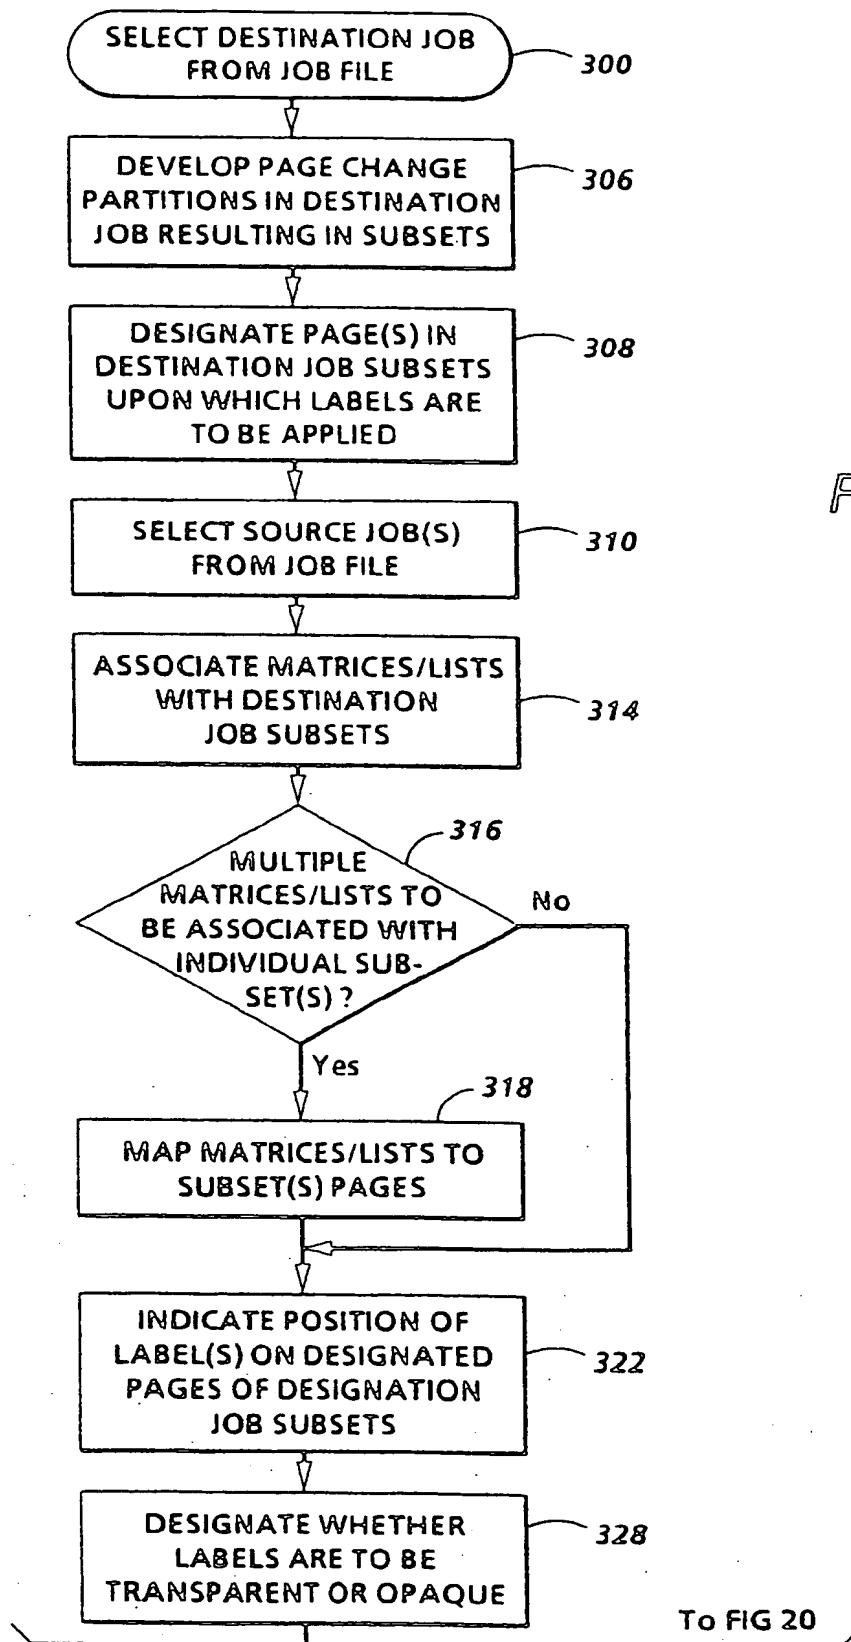 SELECT DESTINATION JOB
FROM JOB FILE
300
DEVELOP PAGE CHANGE
PARTITIONS IN DESTINATION
JOB RESULTING IN SUBSETS
306
DESIGNATE PAGE(S) IN
DESTINATION JOB SUBSETS
UPON WHICH LABELS ARE
TO BE APPLIED
308
SELECT SOURCE JOB(S)
FROM JOB FILE
310
ASSOCIATE MATRICES/LISTS
WITH DESTINATION
JOB SUBSETS
314
MULTIPLE
MATRICES/LISTS TO
BE ASSOCIATED WITH
INDIVIDUAL SUB-
SET(S) ?
316
No
Yes
MAP MATRICES/LISTS TO
SUBSET(S) PAGES
318
INDICATE POSITION OF
LABEL(S) ON DESIGNATED
PAGES OF DESIGNATION
JOB SUBSETS
322
DESIGNATE WHETHER
LABELS ARE TO BE
TRANSPARENT OR OPAQUE
328
To FIG 20